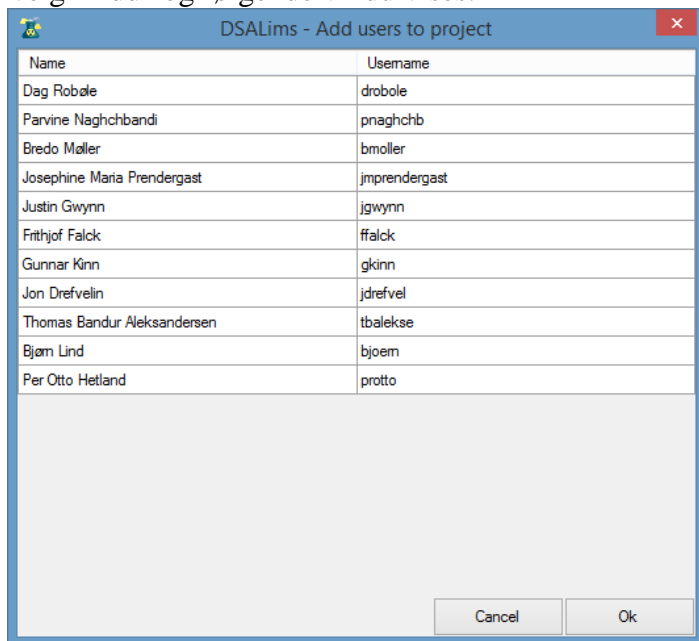 DSALims - Add users to project
Name Username
Dag Robøle drobole
Parvine Naghchbandi pnaghchb
Bredo Møller bmoller
Josephine Maria Prendergast jmprendergast
Justin Gwynn jgwynn
Frithjof Falck ffalck
Gunnar Kinn gkinn
Jon Drefvelin jdrefvel
Thomas Bandur Aleksandersen tbalekse
Bjørn Lind bjoern
Per Otto Hetland protto
Cancel Ok